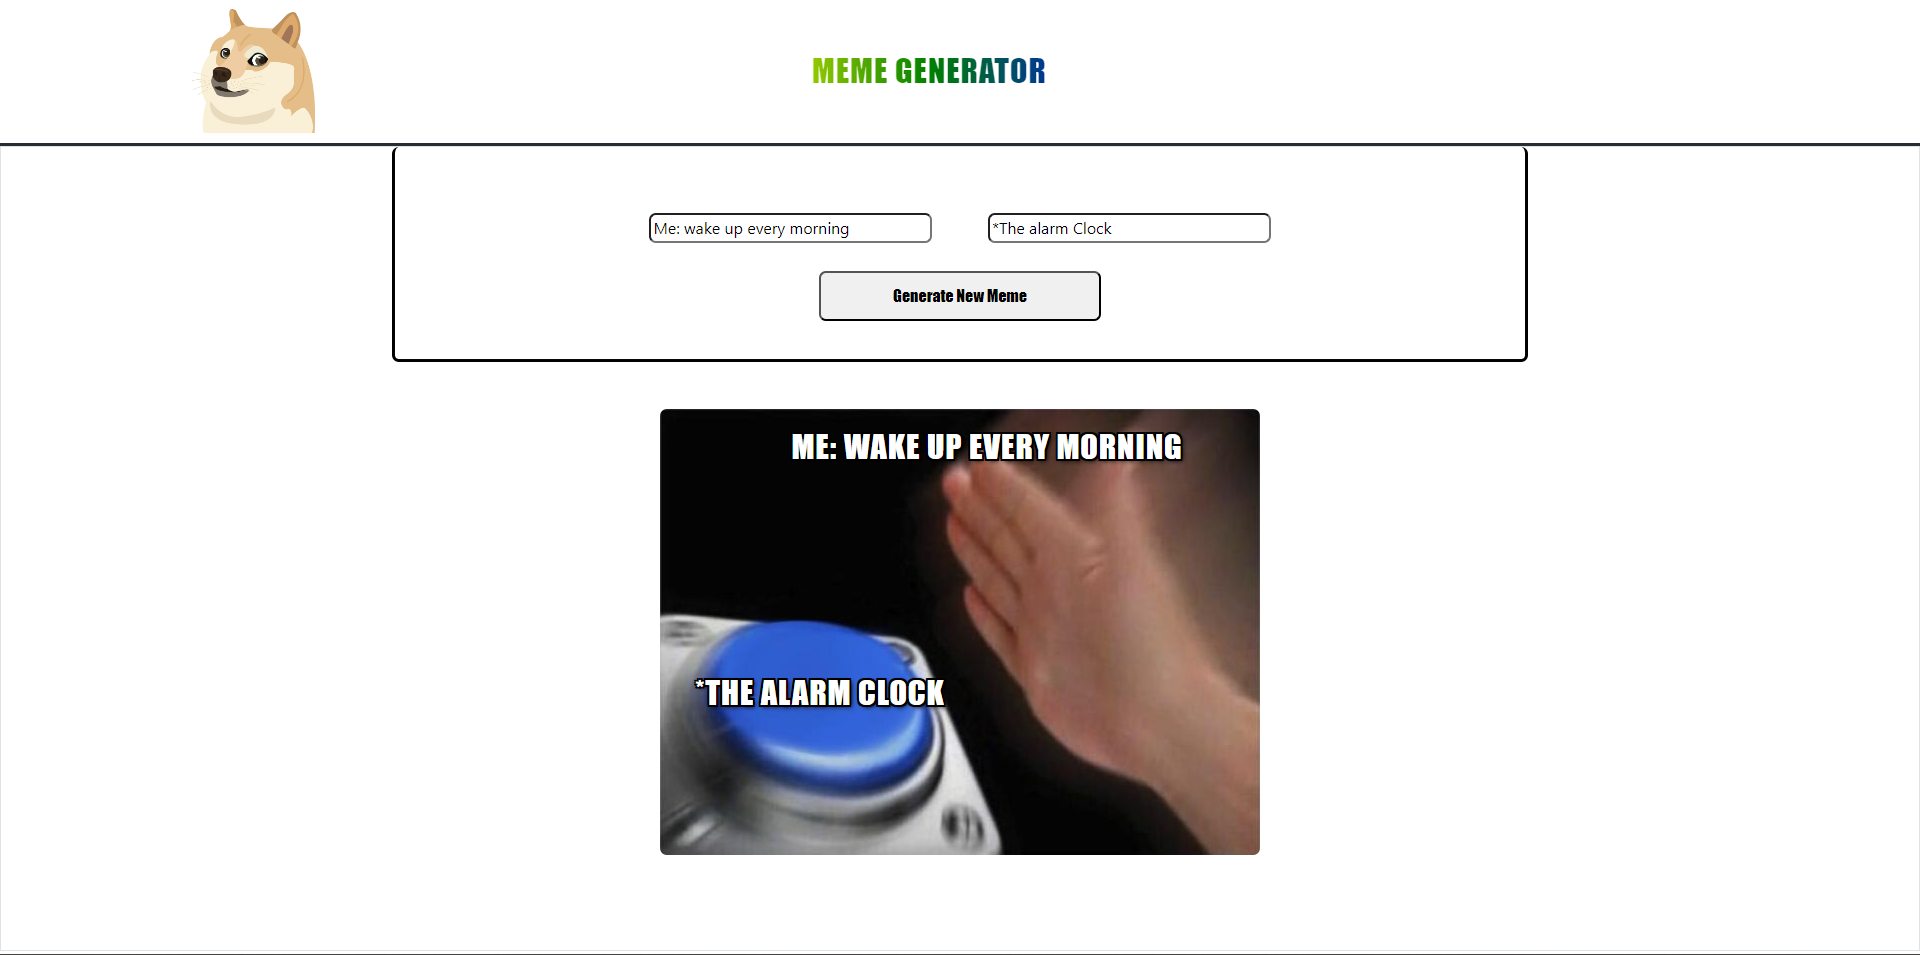 MEME GENERATOR
Me: wake up every morning
*The alarm Clock
Generate New Meme
ME: WAKE UP EVERY MORNING
*THE ALARM CLOCK